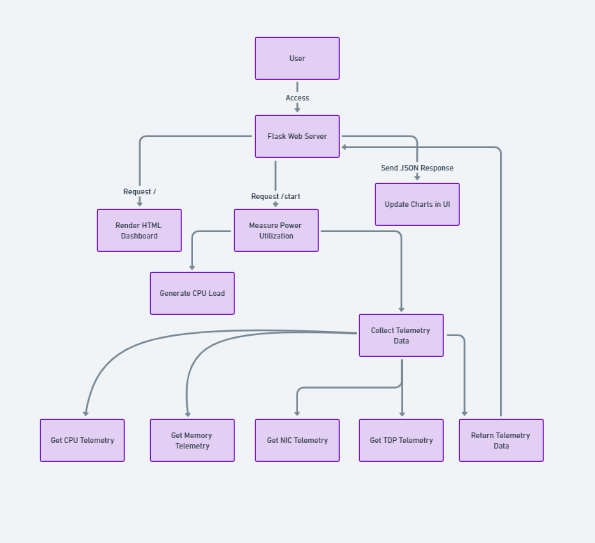 User
Access
Flask Web Server
Send JSON Response
Request /
Request /start
Update Charts in UI
Render HTML
Dashboard
Measure Power
Utilization
Generate CPU Load
Collect Telemetry
Data
Get CPU Telemetry
Get Memory
Telemetry
Get NIC Telemetry
Get TDP Telemetry
Return Telemetry
Data